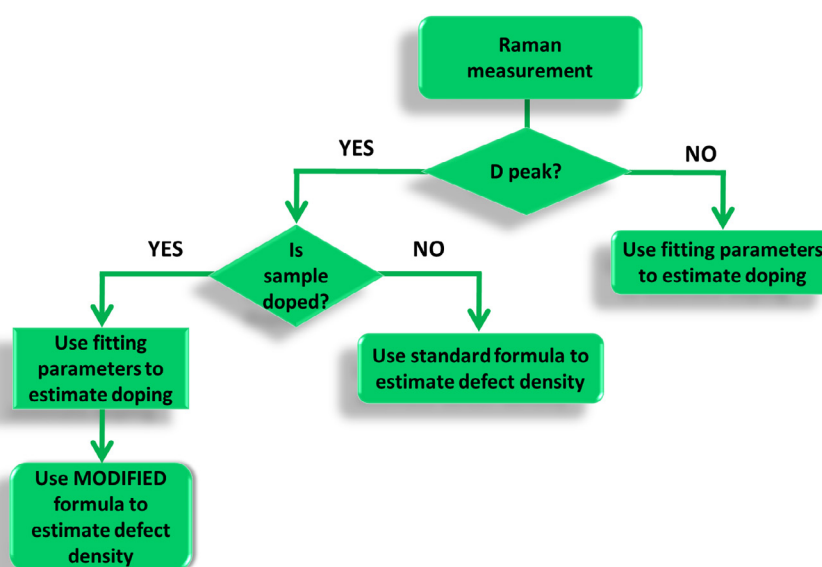 Raman
measurement
YES
D peak?
NO
YES
Is
sample
doped?
NO
Use fitting parameters
to estimate doping
Use fitting
parameters to
estimate doping
Use standard formula to
estimate defect density
Use MODIFIED
formula to
estimate defect
density